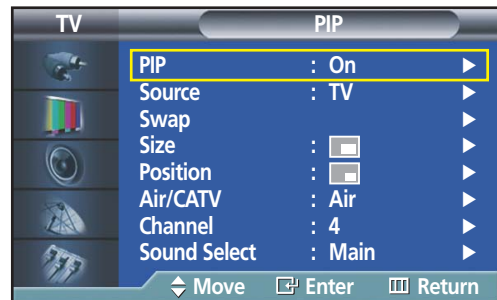 TV PIP
PIP : On
Source : TV
Swap
Size :
Position :
Air/CATV : Air
Channel : 4
Sound Select : Main
Move Enter Return